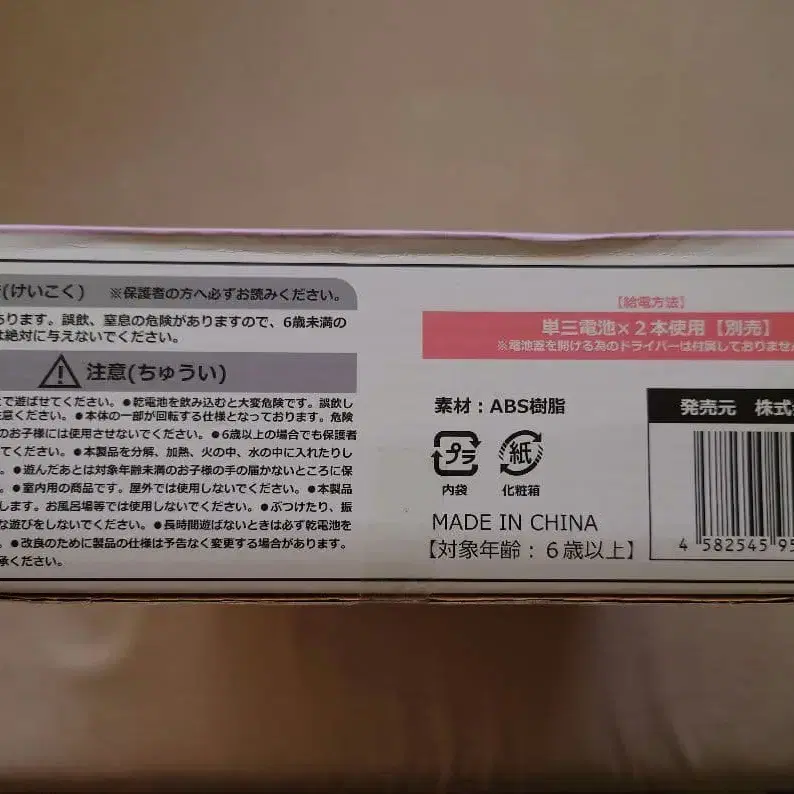 (けいこく) ※保護者の方へ必ずお読みください。
あります。誤飲、窒息の危険がありますので、6歳未満の
は絶対に与えないでください。
注意(ちゅうい)
で遊ばせてください。●乾電池を飲み込むと大変危険です。誤飲し
注意ください。●本体の一部が回転する仕様となっております。危険
のお子様には使用させないでください。●6歳以上の場合でも保護者
てください。●本製品を分解、加熱、火の中、水の中に入れたりし
。●遊んだあとは対象年齢未満のお子様の手の届かないところに保
。●室内用の商品です。屋外では使用しないでください。●本製品
します。お風呂場等では使用しないでください。●ぶつけたり、振
な遊びをしないでください。●長時間遊ばないときは必ず乾電池を
。●改良のために製品の仕様は予告なく変更する場合があります。
承ください。
【給電方法】
単三電池×2本使用【別売】
※電池蓋を開ける為のドライバーは付属しておりません
素材：ABS樹脂
プラ 紙
内袋 化粧箱
MADE IN CHINA
【対象年齢：6歳以上】
発売元 株式
4 582545 95